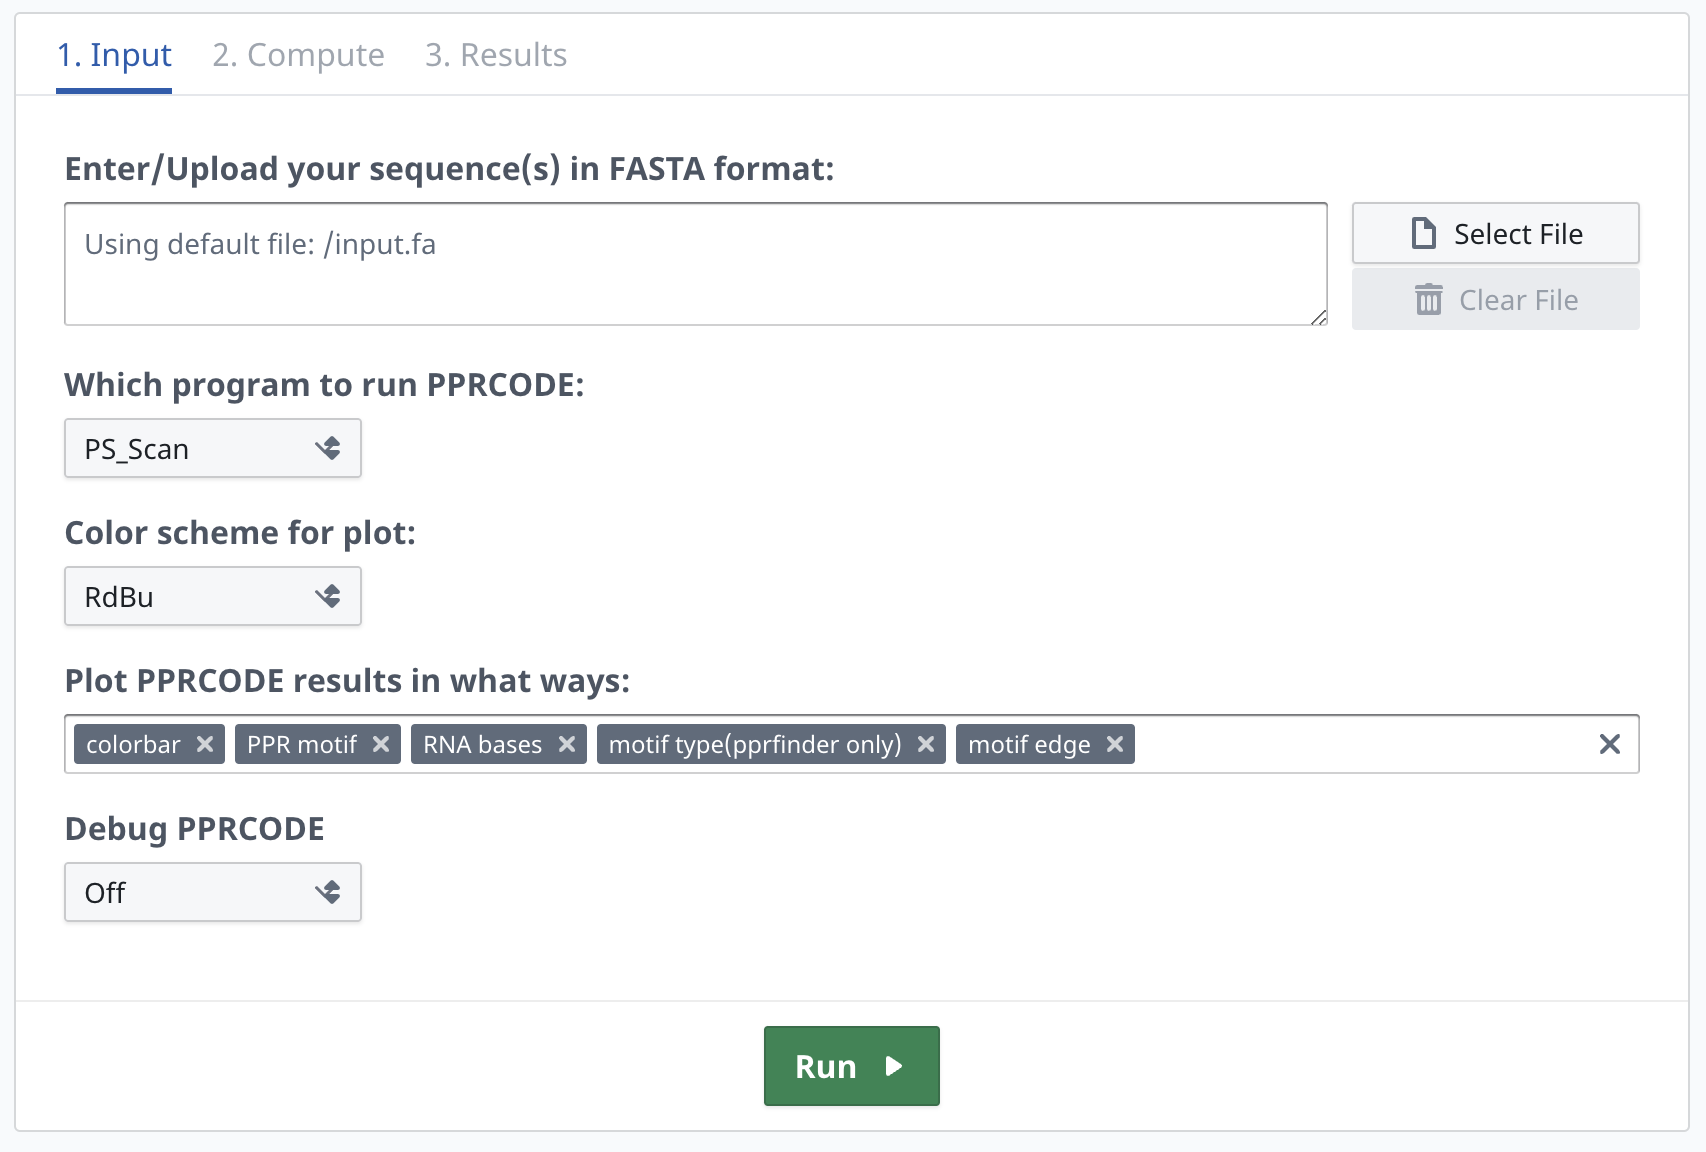 1. Input 2. Compute 3. Results
Enter/Upload your sequence(s) in FASTA format:
Using default file: /input.fa
Select File
Clear File
Which program to run PPRCODE:
PS_Scan
Color scheme for plot:
RdBu
Plot PPRCODE results in what ways:
colorbar PPR motif RNA bases motif type(pprfinder only) motif edge
Debug PPRCODE
Off
Run